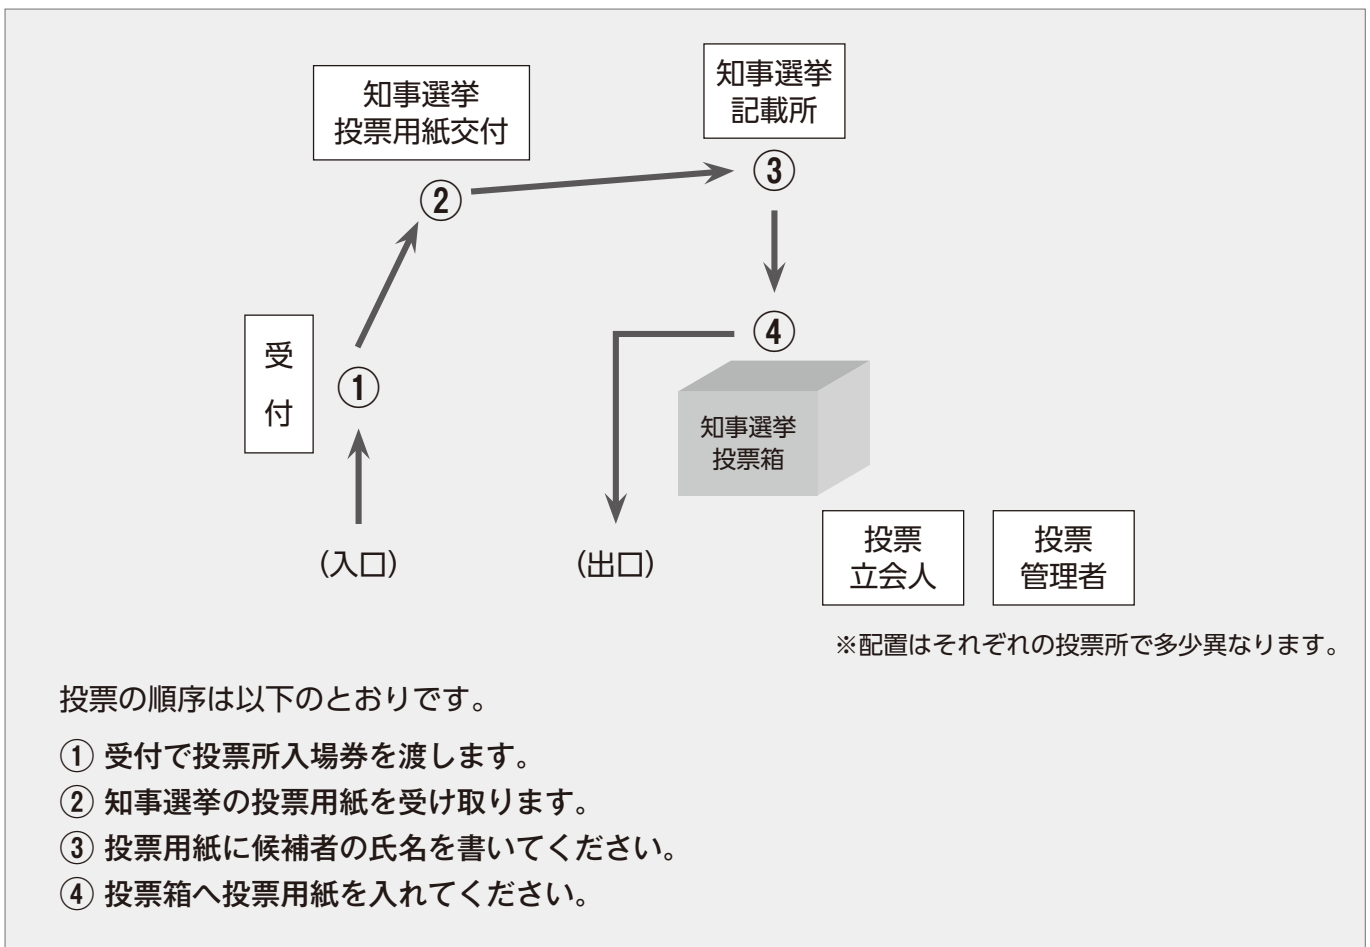 知事選挙
投票用紙交付
知事選挙
記載所
②
③
④
受
付
①
知事選挙
投票箱
(入口)
(出口)
投票
立会人
投票
管理者
※配置はそれぞれの投票所で多少異なります。
投票の順序は以下のとおりです。
① 受付で投票所入場券を渡します。
② 知事選挙の投票用紙を受け取ります。
③ 投票用紙に候補者の氏名を書いてください。
④ 投票箱へ投票用紙を入れてください。